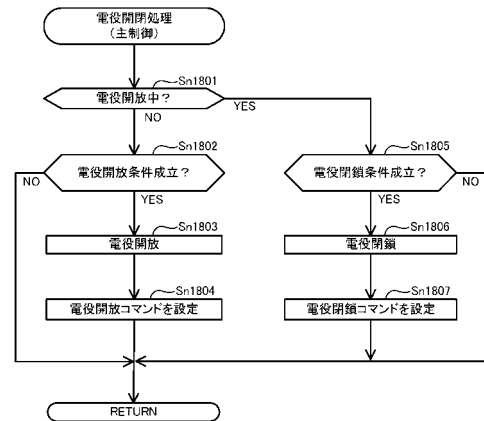 電役開閉処理
(主制御)
Sn1801
電役開放中？
YES
NO
Sn1802
電役開放条件成立？
NO
YES
Sn1805
電役閉鎖条件成立？
NO
YES
Sn1803
電役開放
Sn1806
電役閉鎖
Sn1804
電役開放コマンドを設定
Sn1807
電役閉鎖コマンドを設定
RETURN